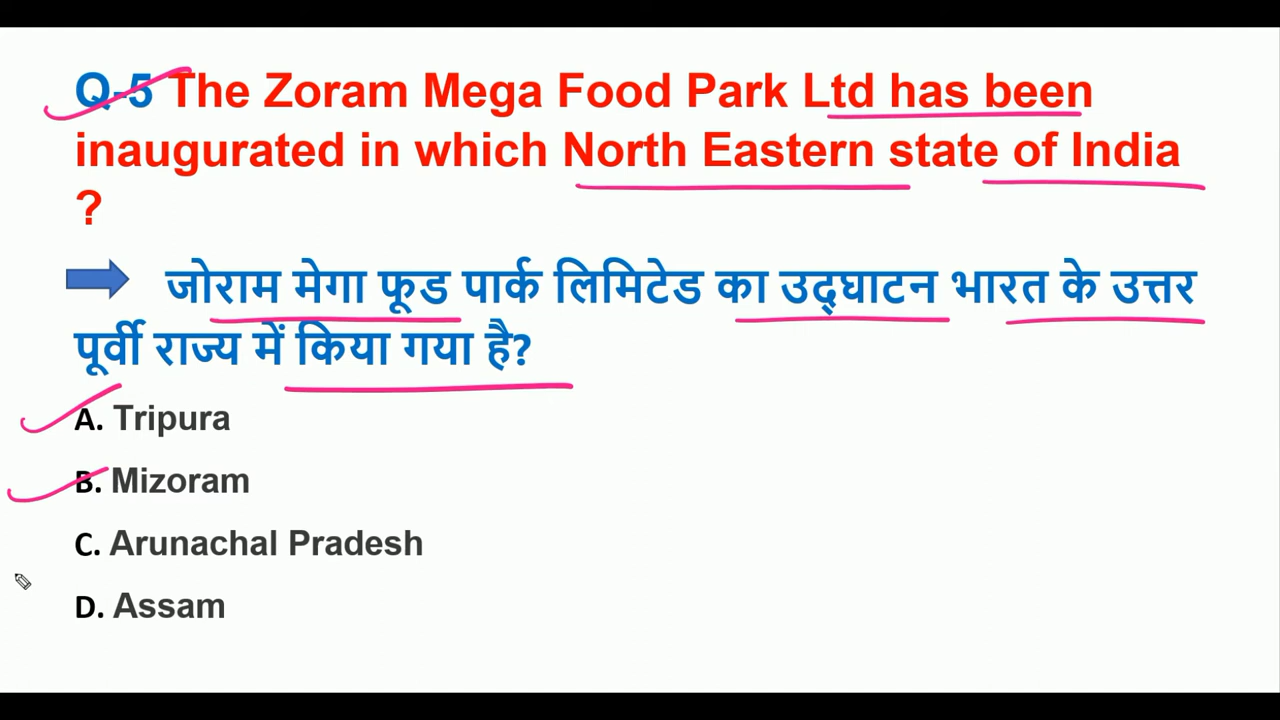 Q-5 The Zoram Mega Food Park Ltd has been
inaugurated in which North Eastern state of India
?
जोराम मेगा फूड पार्क लिमिटेड का उद्घाटन भारत के उत्तर
पूर्वी राज्य में किया गया है?
A. Tripura
B. Mizoram
C. Arunachal Pradesh
D. Assam